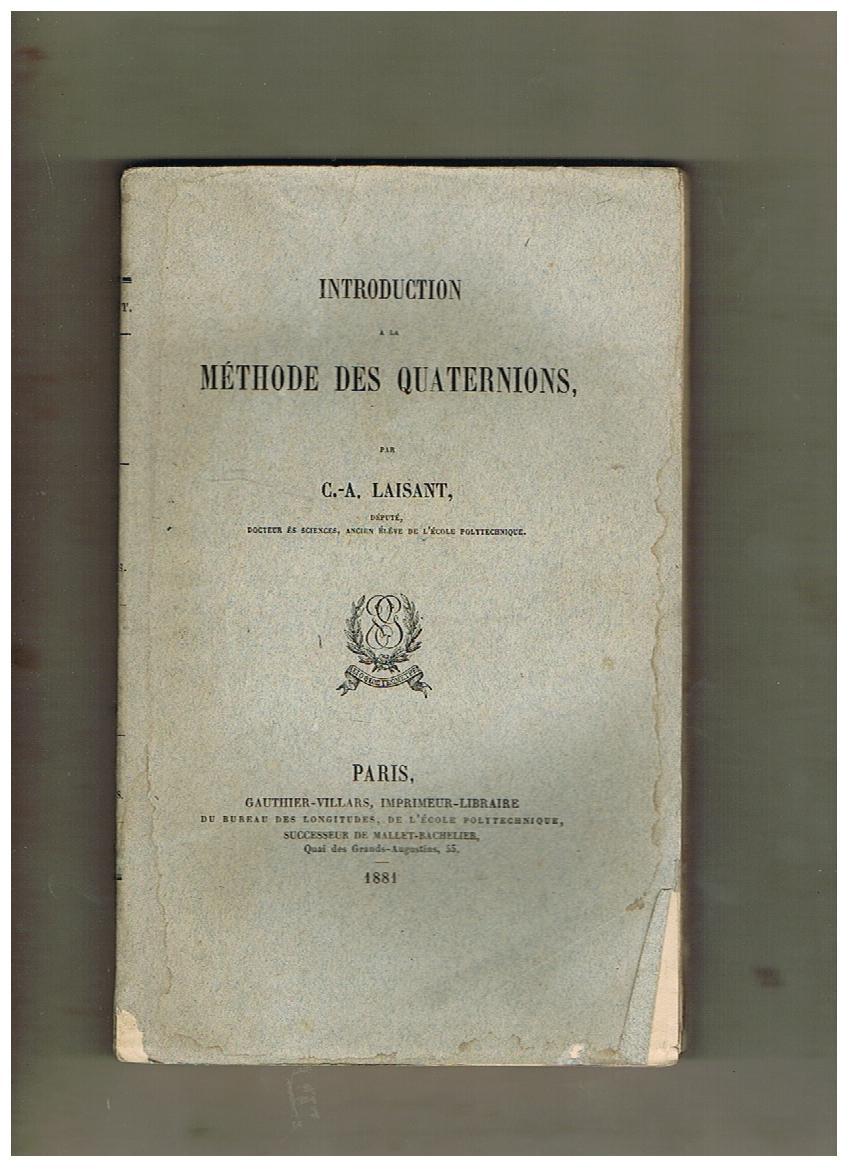 INTRODUCTION
A LA
MÉTHODE DES QUATERNIONS,
PAR
C.-A. LAISANT,
DÉPUTÉ,
DOCTEUR ÈS SCIENCES, ANCIEN ÉLÈVE DE L'ÉCOLE POLYTECHNIQUE.
PARIS,
GAUTHIER-VILLARS, IMPRIMEUR-LIBRAIRE
DU BUREAU DES LONGITUDES, DE L'ÉCOLE POLYTECHNIQUE,
SUCCESSEUR DE MALLET-BACHELIER,
Quai des Grands-Augustins, 55.
1881